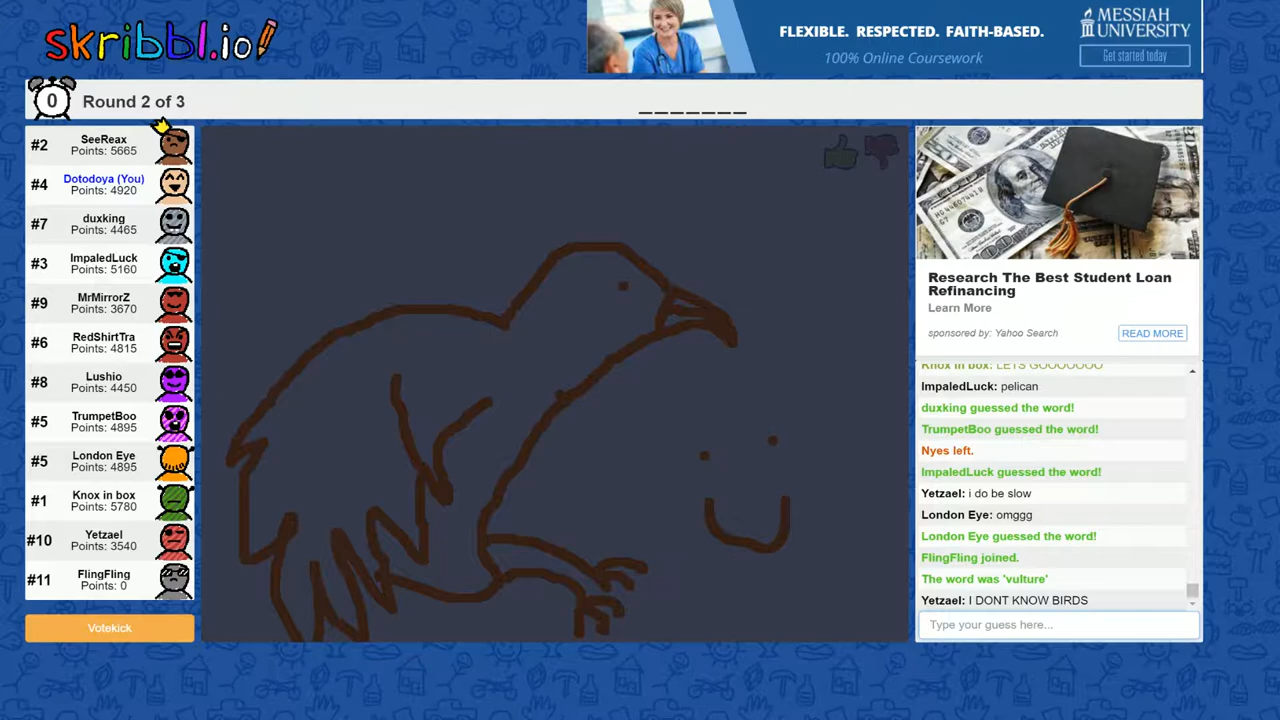 skribbl.io
FLEXIBLE. RESPECTED. FAITH-BASED.
100% Online Coursework
MESSIAH
UNIVERSITY
Get started today
0
Round 2 of 3
_______
#2 SeeReax
Points: 5665
#4 Dotodoya (You)
Points: 4920
#7 duxking
Points: 4465
#3 ImpaledLuck
Points: 5160
#9 MrMirrorZ
Points: 3670
#6 RedShirtTra
Points: 4815
#8 Lushio
Points: 4450
#5 TrumpetBoo
Points: 4895
#5 London Eye
Points: 4895
#1 Knox in box
Points: 5780
#10 Yetzael
Points: 3540
#11 FlingFling
Points: 0
Votekick
Research The Best Student Loan
Refinancing
Learn More
sponsored by: Yahoo Search
READ MORE
Knox in box: LETS GOOOOOOO
ImpaledLuck: pelican
duxking guessed the word!
TrumpetBoo guessed the word!
Nyes left.
ImpaledLuck guessed the word!
Yetzael: i do be slow
London Eye: omggg
London Eye guessed the word!
FlingFling joined.
The word was 'vulture'
Yetzael: I DONT KNOW BIRDS
Type your guess here...